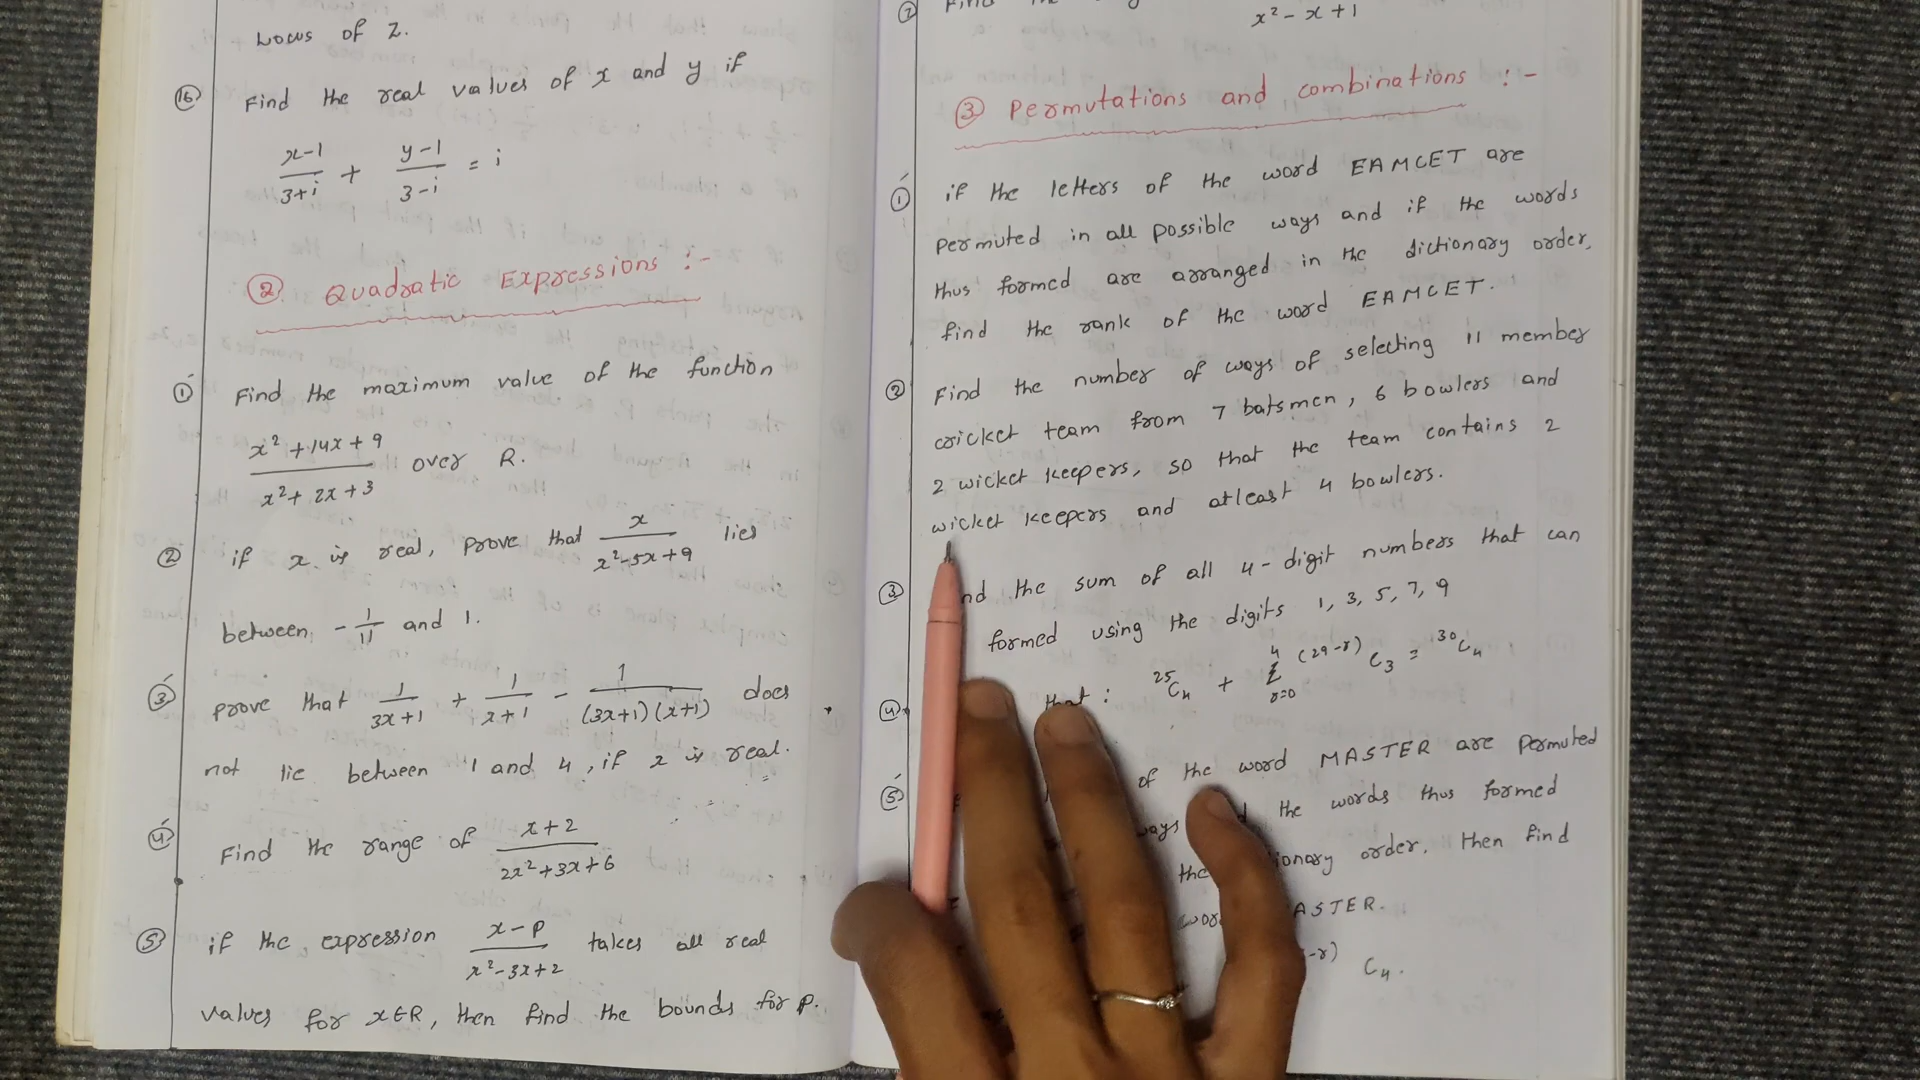 Locus of Z.
16 Find the real values of x and y if
x-1/3+i + y-1/3-i = i
② Quadratic Expressions :-
① Find the maximum value of the function
x² + 14x + 9 / x² + 2x + 3 over R.
② if x is real, prove that x / x²-5x+9 lies
between -1/11 and 1.
③ prove that 1/3x+1 + 1/x+1 - 1/(3x+1)(x+1) does
not lie between 1 and 4, if x is real.
④ Find the range of x+2 / 2x²+3x+6
⑤ if the expression x-p / x²-3x+2 takes all real
values for x∈R, then find the bounds for p.
⑦
x² - x + 1
③ Permutations and combinations :-
① if the letters of the word EAMCET are
permuted in all possible ways and if the words
thus formed are arranged in the dictionary order,
find the rank of the word EAMCET.
② Find the number of ways of selecting 11 member
cricket team from 7 batsmen, 6 bowlers and
2 wicket keepers, so that the team contains 2
wicket keepers and atleast 4 bowlers.
③ the sum of all 4-digit numbers that can
formed using the digits 1, 3, 5, 7, 9
④ that : ²⁵C₄ + Σ r=0 4 (29-r) C₃ = ³⁰C₄
⑤ of the word MASTER are permuted
ways the words thus formed
the order. Then find
ASTER.
-r) C₄.